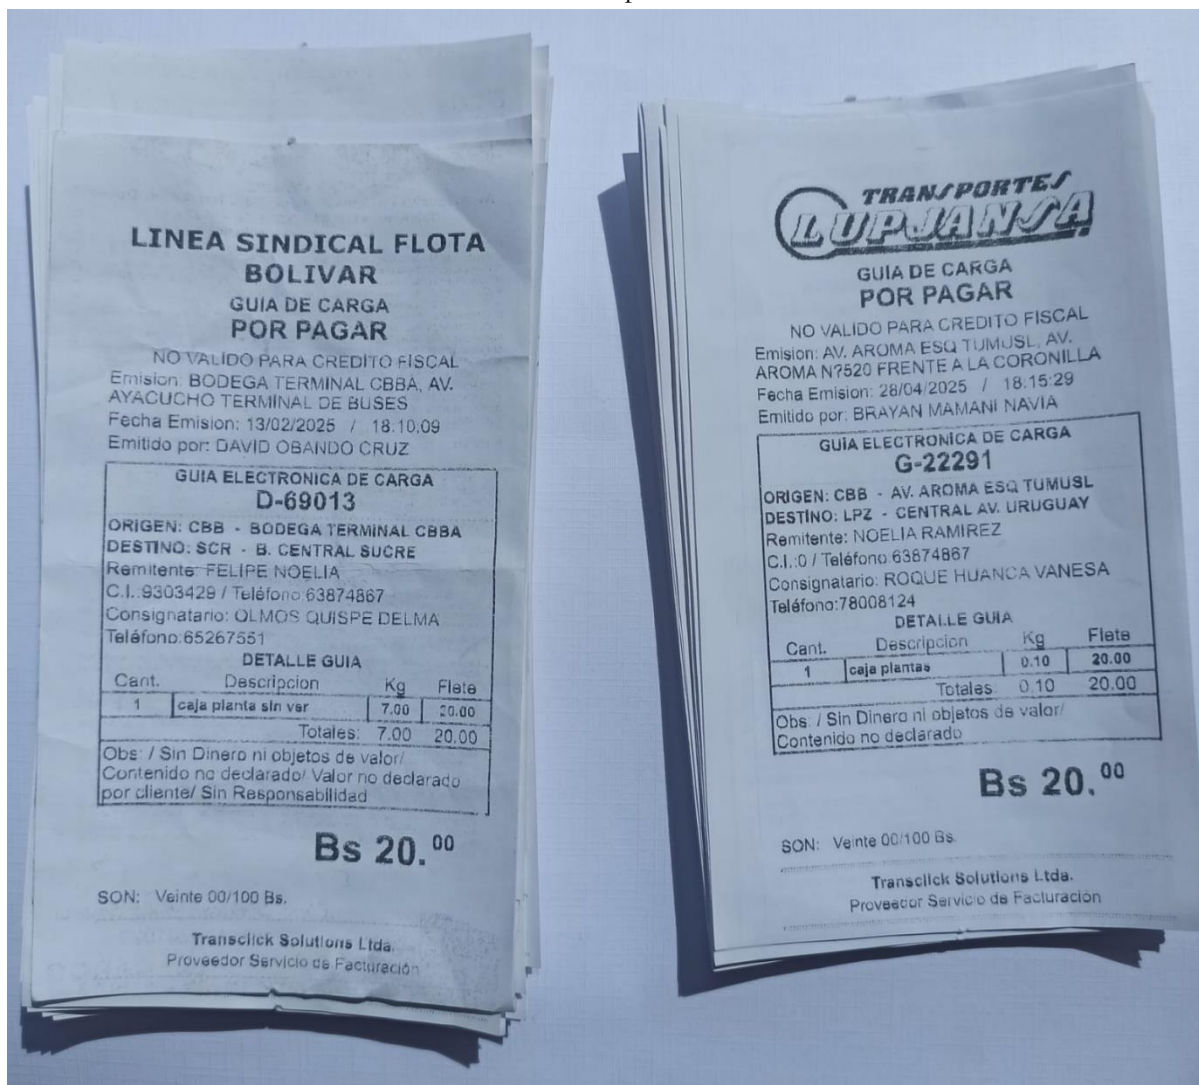 LINEA SINDICAL FLOTA
BOLIVAR
GUIA DE CARGA
POR PAGAR
NO VALIDO PARA CREDITO FISCAL
Emision: BODEGA TERMINAL CBBA, AV.
AYACUCHO TERMINAL DE BUSES
Fecha Emision: 13/02/2025 / 18.10,09
Emitido por: DAVID OBANDO CRUZ
GUIA ELECTRONICA DE CARGA
D-69013
ORIGEN: CBB - BODEGA TERMINAL CBBA
DESTINO: SCR - B. CENTRAL SUCRE
Remitente: FELIPE NOELIA
C.I.:9303429 / Teléfono:63874867
Consignatario: OLMOS QUISPE DELMA
Teléfono:65267551
DETALLE GUIA
Cant. Descripcion Kg Flete
1 caja planta sin ver 7.00 20.00
Totales: 7.00 20.00
Obs: / Sin Dinero ni objetos de valor/
Contenido no declarado/ Valor no declarado
por cliente/ Sin Responsabilidad
Bs 20.00
SON: Veinte 00/100 Bs.
Transclick Solutions Ltda.
Proveedor Servicio de Facturación
TRANSPORTES
LUPJANSA
GUIA DE CARGA
POR PAGAR
NO VALIDO PARA CREDITO FISCAL
Emision: AV. AROMA ESQ TUMUSL, AV.
AROMA N?520 FRENTE A LA CORONILLA
Fecha Emision: 28/04/2025 / 18:15:29
Emitido por: BRAYAN MAMANI NAVIA
GUIA ELECTRONICA DE CARGA
G-22291
ORIGEN: CBB - AV. AROMA ESQ TUMUSL
DESTINO: LPZ - CENTRAL AV. URUGUAY
Remitente: NOELIA RAMIREZ
C.I.:0 / Teléfono:63874867
Consignatario: ROQUE HUANCA VANESA
Teléfono:78008124
DETALLE GUIA
Cant. Descripcion Kg Flete
1 caja plantas 0.10 20.00
Totales: 0.10 20.00
Obs: / Sin Dinero ni objetos de valor/
Contenido no declarado
Bs 20.00
SON: Veinte 00/100 Bs.
Transclick Solutions Ltda.
Proveedor Servicio de Facturación